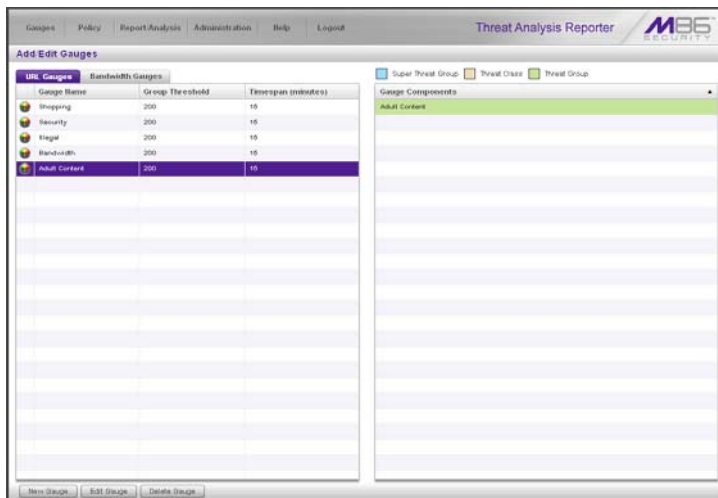 Gauges Policy Report/Analysis Administration Help Logout
Threat Analysis Reporter
M86 SECURITY
Add/Edit Gauges
URL Gauges Bandwidth Gauges
Super Threat Group Threat Class Threat Group
Gauge Name Group Threshold Timespan (minutes)
Gauge Components
Shopping 200 15
Adult Content
Security 200 15
Illegal 200 15
Bandwidth 200 15
Adult Content 200 15
New Gauge Edit Gauge Delete Gauge